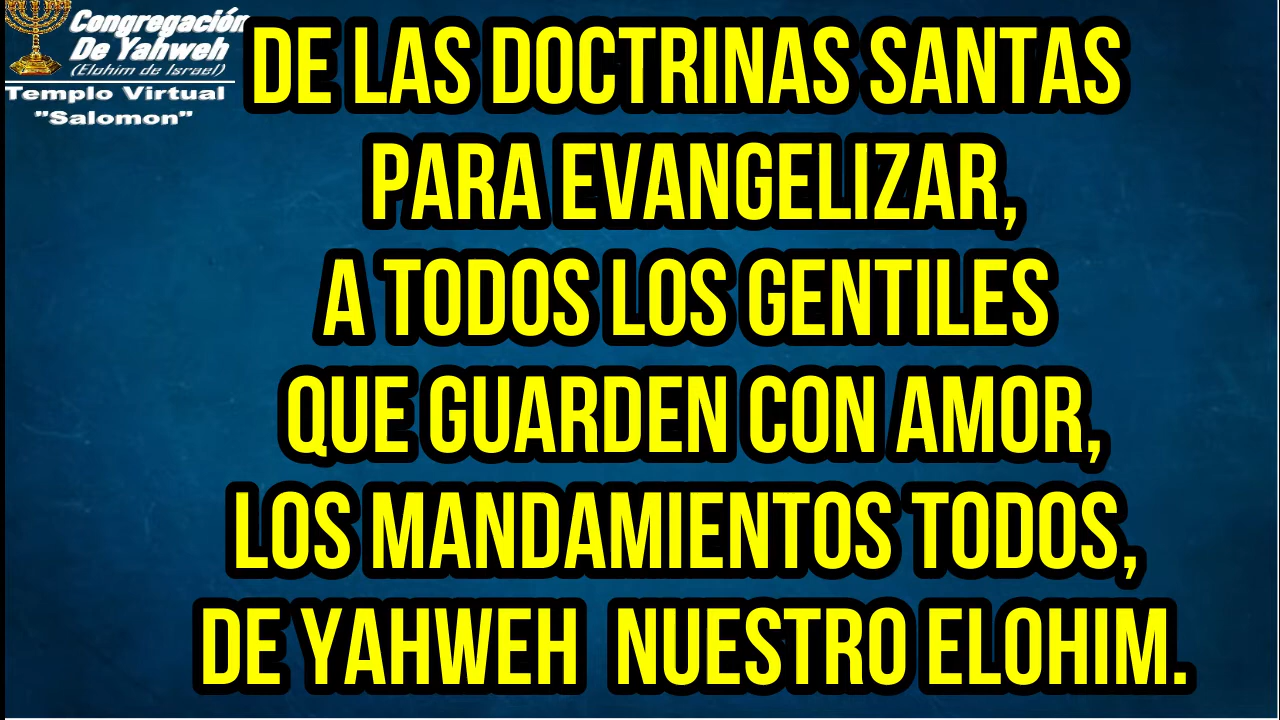 Congregación
De Yahweh
(Elohim de Israel)
Templo Virtual
"Salomon"
DE LAS DOCTRINAS SANTAS
PARA EVANGELIZAR,
A TODOS LOS GENTILES
QUE GUARDEN CON AMOR,
LOS MANDAMIENTOS TODOS,
DE YAHWEH NUESTRO ELOHIM.